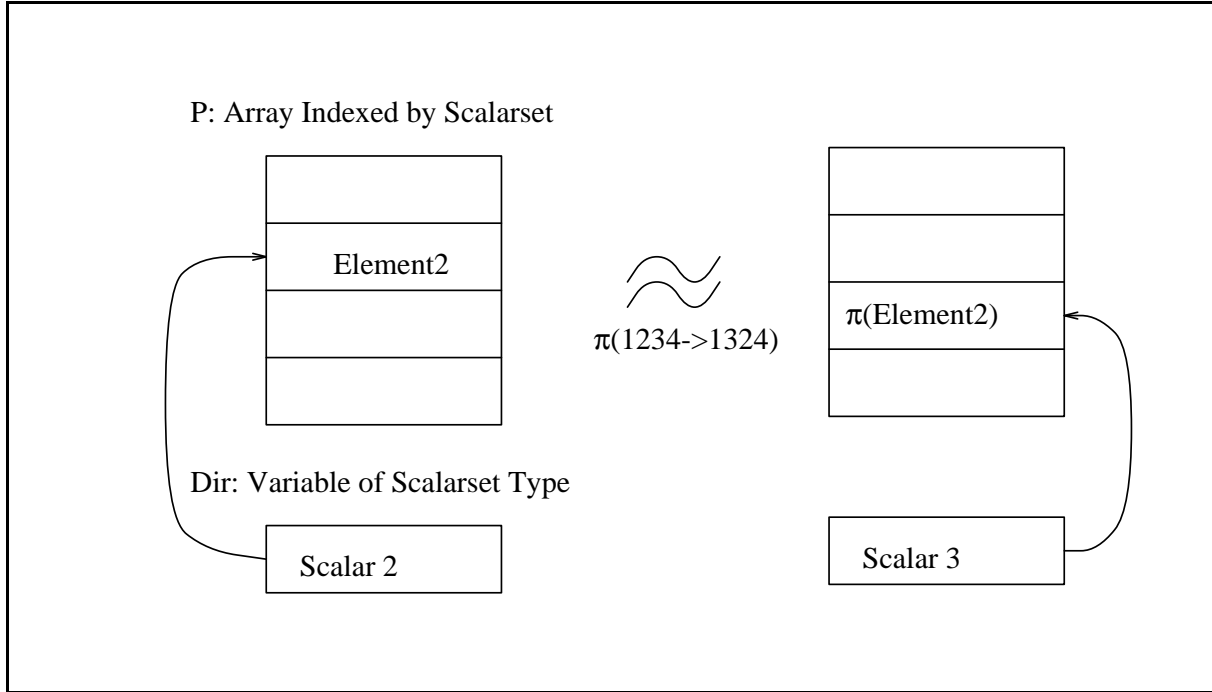 P: Array Indexed by Scalarset
Element2
π(Element2)
π(1234->1324)
Dir: Variable of Scalarset Type
Scalar 2
Scalar 3